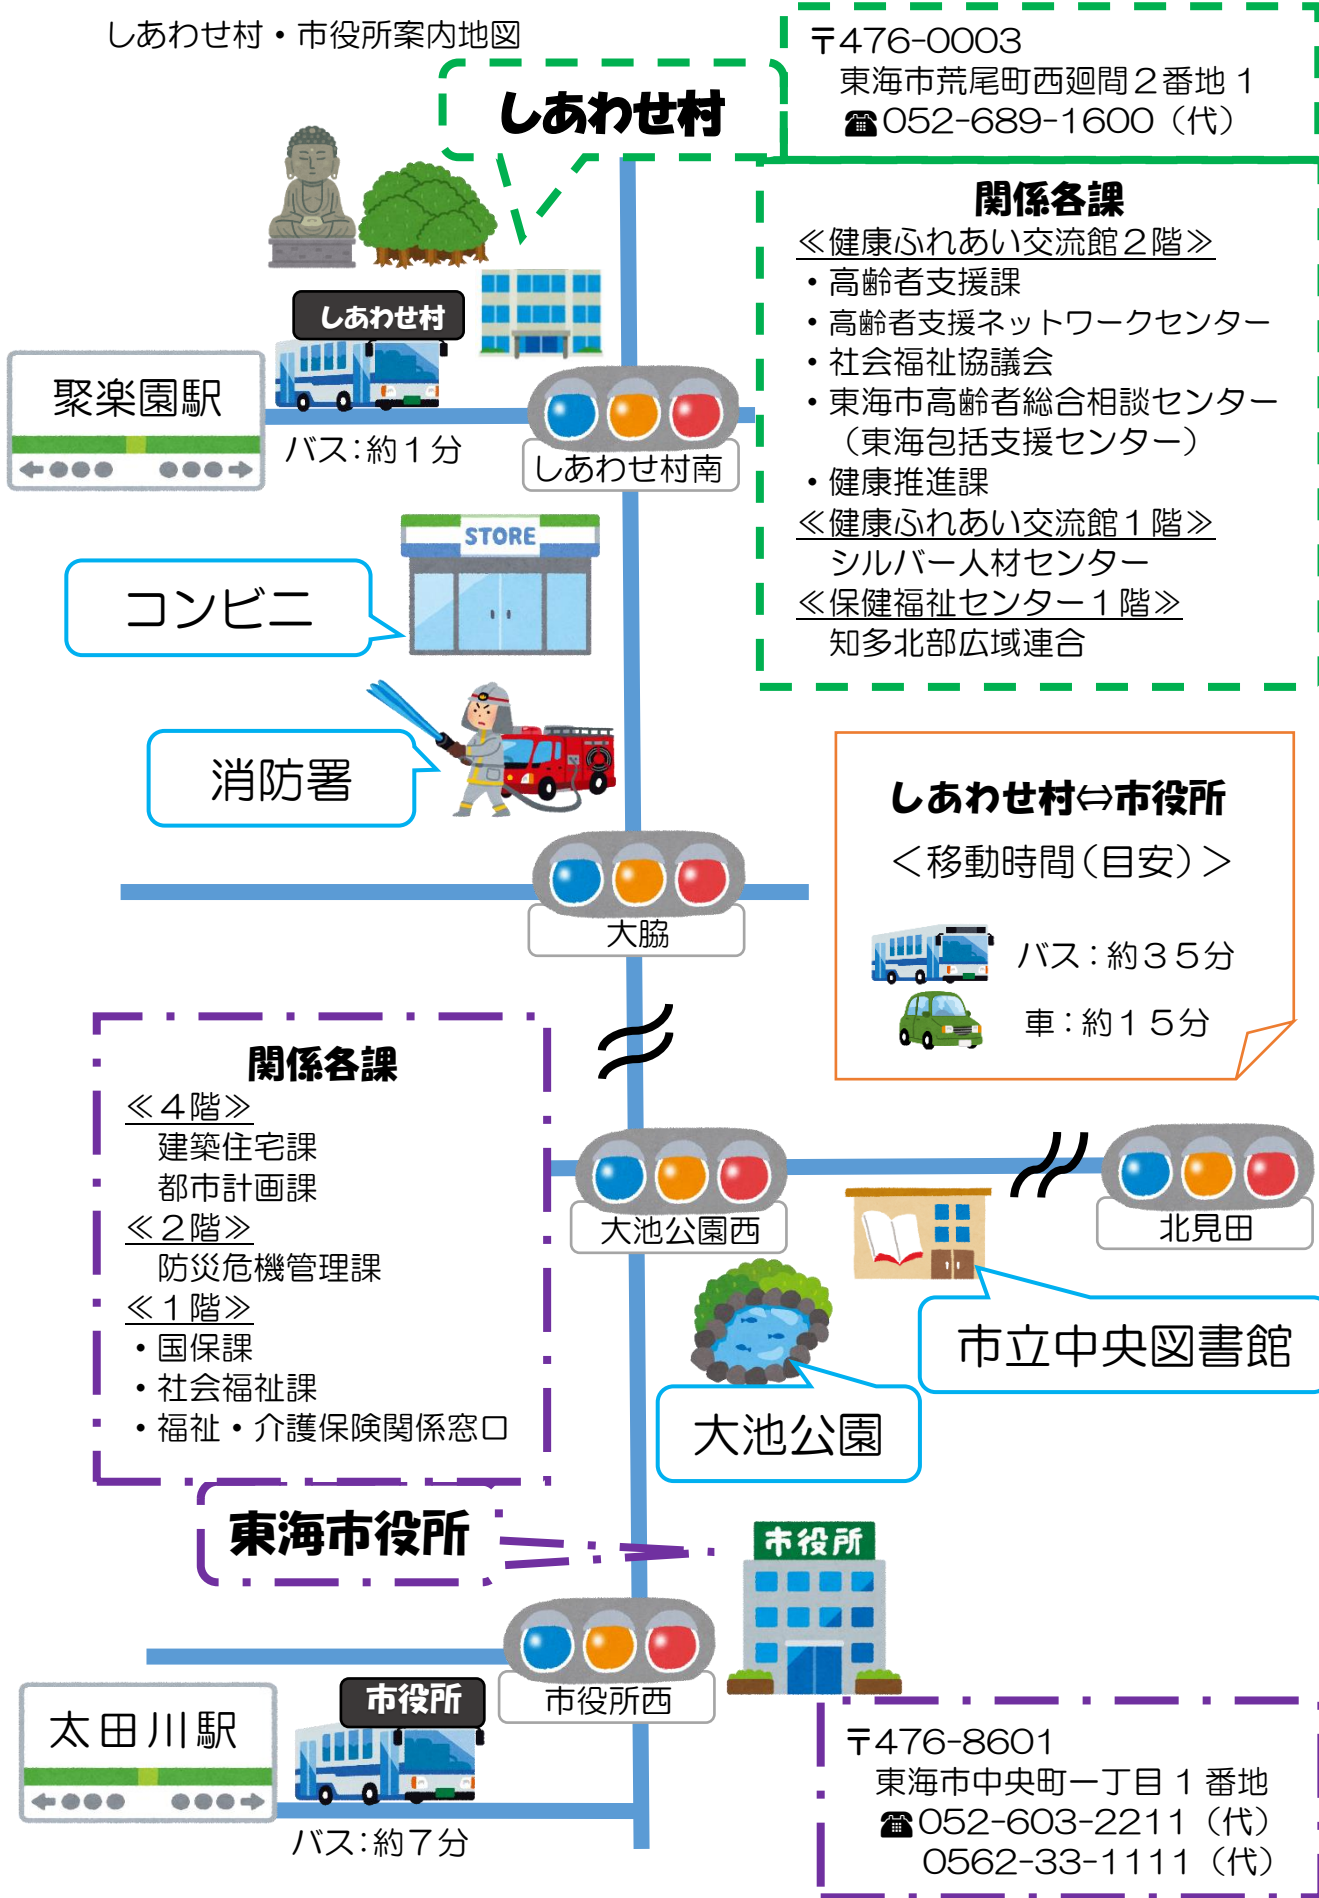 しあわせ村・市役所案内地図
〒476-0003
東海市荒尾町西廻間２番地１
☎052-689-1600（代）
しあわせ村
関係各課
≪健康ふれあい交流館２階≫
・高齢者支援課
・高齢者支援ネットワークセンター
・社会福祉協議会
・東海市高齢者総合相談センター
（東海包括支援センター）
・健康推進課
≪健康ふれあい交流館１階≫
シルバー人材センター
≪保健福祉センター１階≫
知多北部広域連合
しあわせ村
聚楽園駅
バス：約１分
しあわせ村南
STORE
コンビニ
消防署
しあわせ村⇔市役所
＜移動時間（目安）＞
バス：約３５分
車：約１５分
大脇
関係各課
≪４階≫
建築住宅課
都市計画課
≪２階≫
防災危機管理課
≪１階≫
・国保課
・社会福祉課
・福祉・介護保険関係窓口
大池公園西
北見田
市立中央図書館
大池公園
東海市役所
市役所
市役所西
市役所
太田川駅
バス：約７分
〒476-8601
東海市中央町一丁目１番地
☎052-603-2211（代）
0562-33-1111（代）